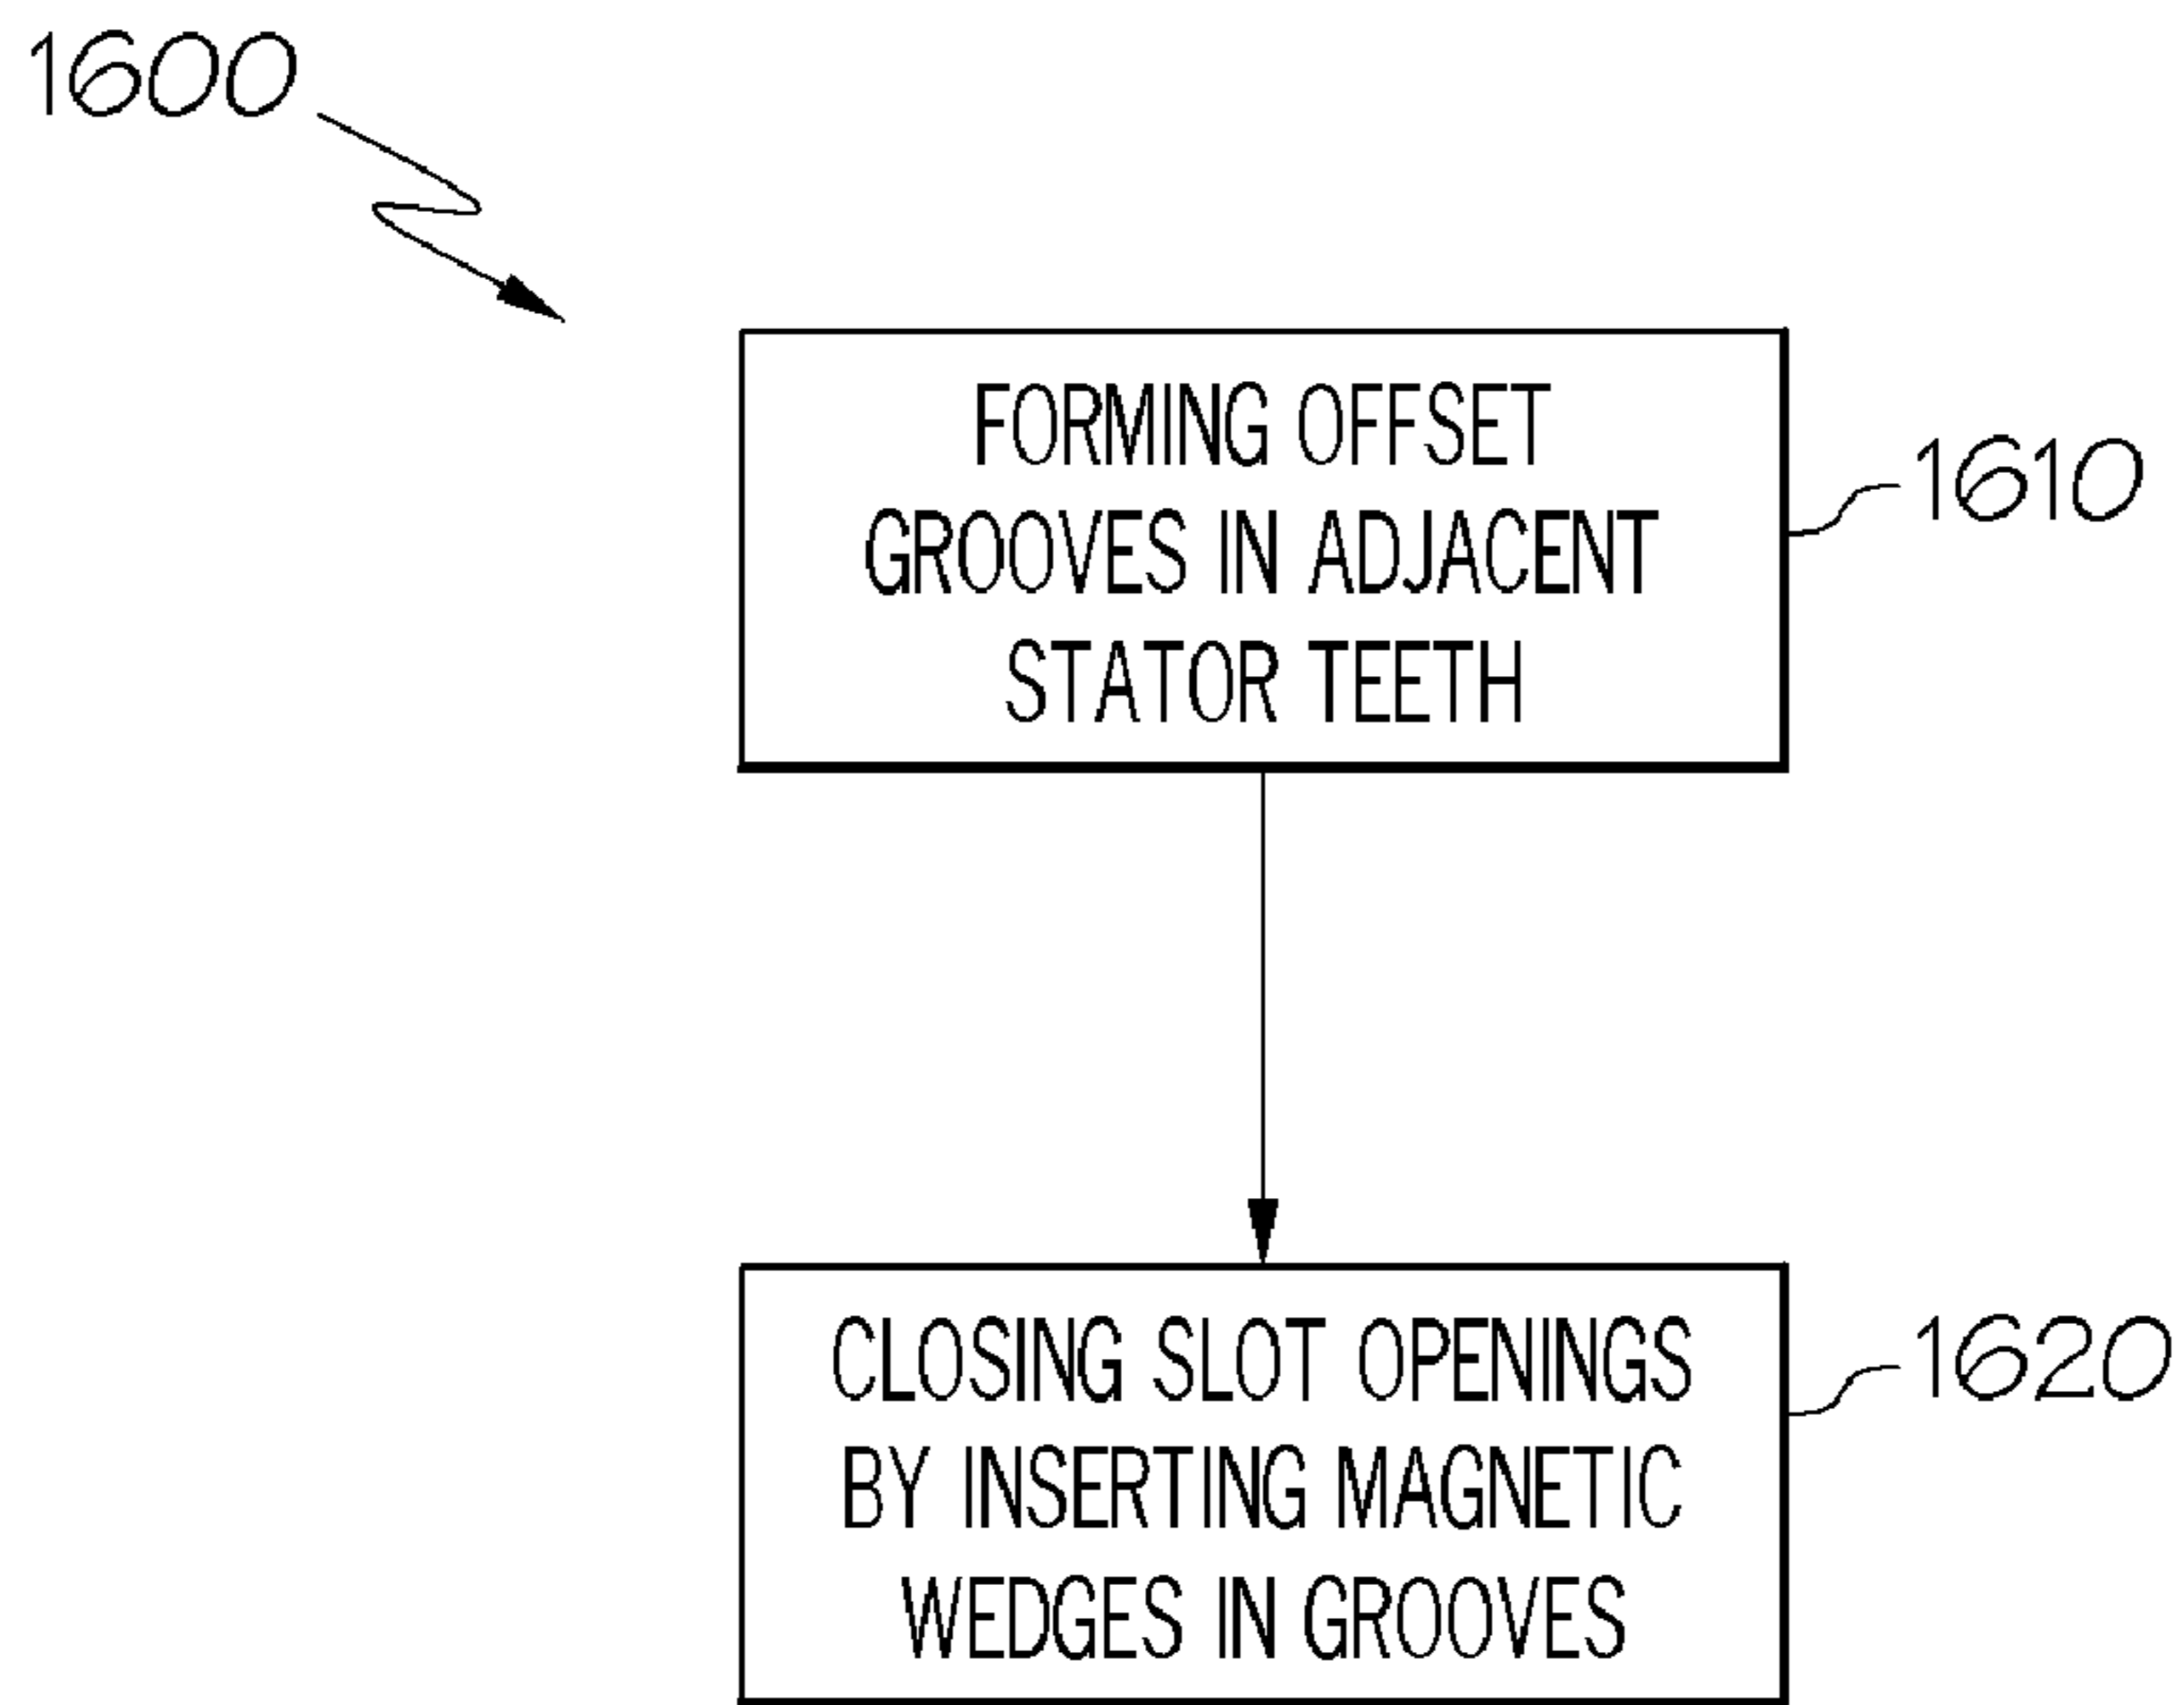 1600
FORMING OFFSET
GROOVES IN ADJACENT
STATOR TEETH
1610
CLOSING SLOT OPENINGS
BY INSERTING MAGNETIC
WEDGES IN GROOVES
1620